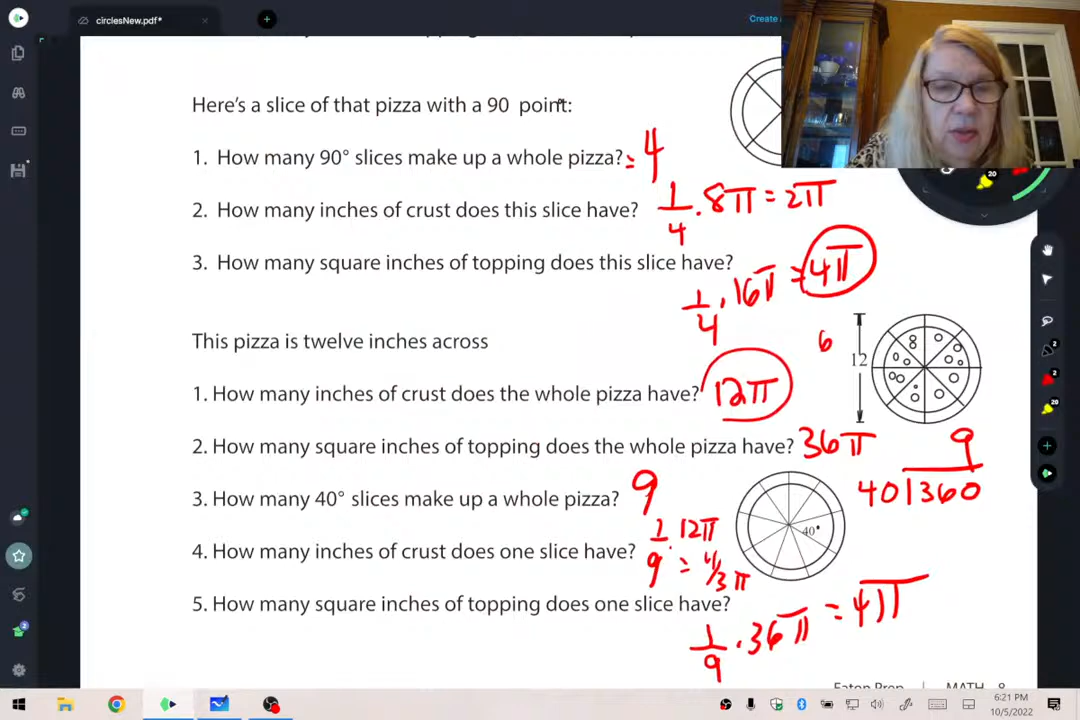 circlesNew.pdf*
Create
Here's a slice of that pizza with a 90 point:
1. How many 90° slices make up a whole pizza? = 4
2. How many inches of crust does this slice have? 1/4 · 8π = 2π
3. How many square inches of topping does this slice have?
1/4 · 16π = 4π
This pizza is twelve inches across
6
12
1. How many inches of crust does the whole pizza have? 12π
2. How many square inches of topping does the whole pizza have? 36π
9
40 360
3. How many 40° slices make up a whole pizza? 9
40°
4. How many inches of crust does one slice have? 1/9 · 12π = 4/3 π
5. How many square inches of topping does one slice have?
1/9 · 36π = 4π
20
2
2
20
2
6:21 PM
10/5/2022